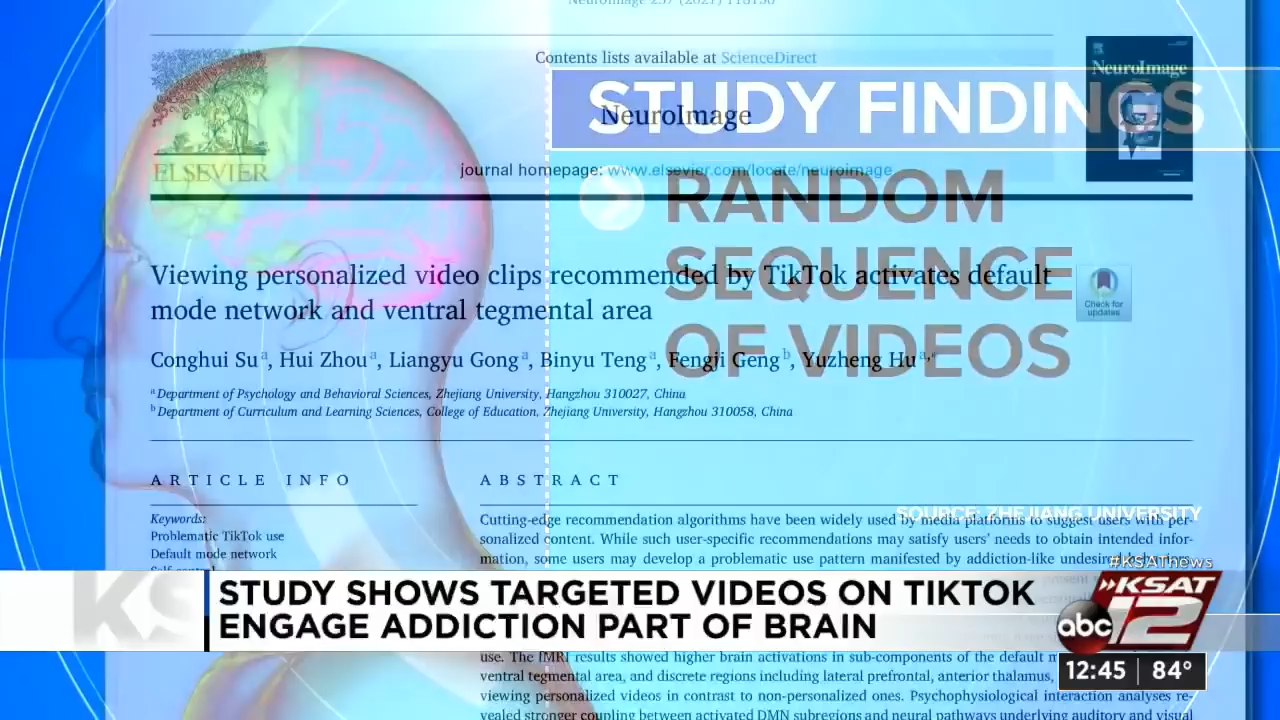 Contents lists available at ScienceDirect
STUDY FINDINGS
NeuroImage
NeuroImage
ELSEVIER
journal homepage: www.elsevier.com/locate/neuroimage
RANDOM
SEQUENCE
OF VIDEOS
Viewing personalized video clips recommended by TikTok activates default
mode network and ventral tegmental area
Check for
updates
Conghui Su a, Hui Zhou a, Liangyu Gong a, Binyu Teng a, Fengji Geng b, Yuzheng Hu a,*
a Department of Psychology and Behavioral Sciences, Zhejiang University, Hangzhou 310027, China
b Department of Curriculum and Learning Sciences, College of Education, Zhejiang University, Hangzhou 310058, China
ARTICLE INFO
ABSTRACT
Keywords:
Problematic TikTok use
Default mode network
SOURCE: ZHEJIANG UNIVERSITY
Cutting-edge recommendation algorithms have been widely used by media platforms to suggest users with per-
sonalized content. While such user-specific recommendations may satisfy users' needs to obtain intended infor-
mation, some users may develop a problematic use pattern manifested by addiction-like undesired behaviors.
#KSATnews
KS
STUDY SHOWS TARGETED VIDEOS ON TIKTOK
ENGAGE ADDICTION PART OF BRAIN
abc KSAT 12
12:45 84°
use. The fMRI results showed higher brain activations in sub-components of the default
ventral tegmental area, and discrete regions including lateral prefrontal, anterior thalamus,
viewing personalized videos in contrast to non-personalized ones. Psychophysiological interaction analyses re-
vealed stronger coupling between activated DMN subregions and neural pathways underlying auditory and visual